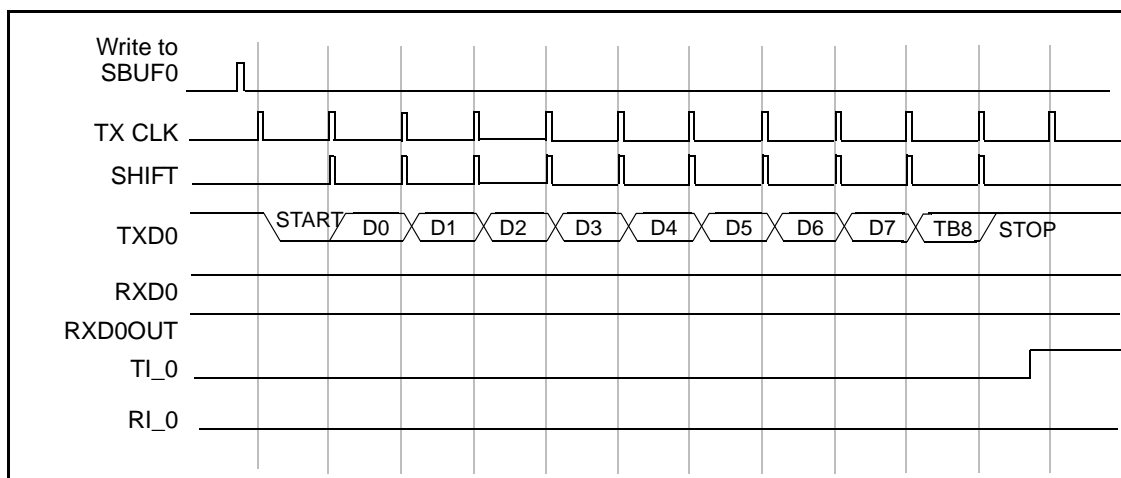 Write to
SBUF0
TX CLK
SHIFT
TXD0 START D0 D1 D2 D3 D4 D5 D6 D7 TB8 STOP
RXD0
RXD0OUT
TI_0
RI_0